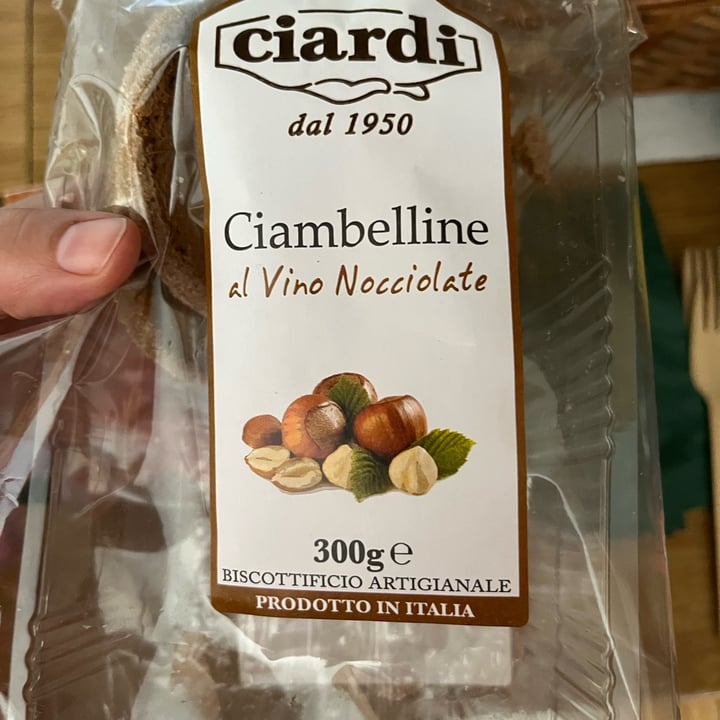 ciardi
dal 1950
Ciambelline
al Vino Nocciolate
300g ℮
BISCOTTIFICIO ARTIGIANALE
PRODOTTO IN ITALIA